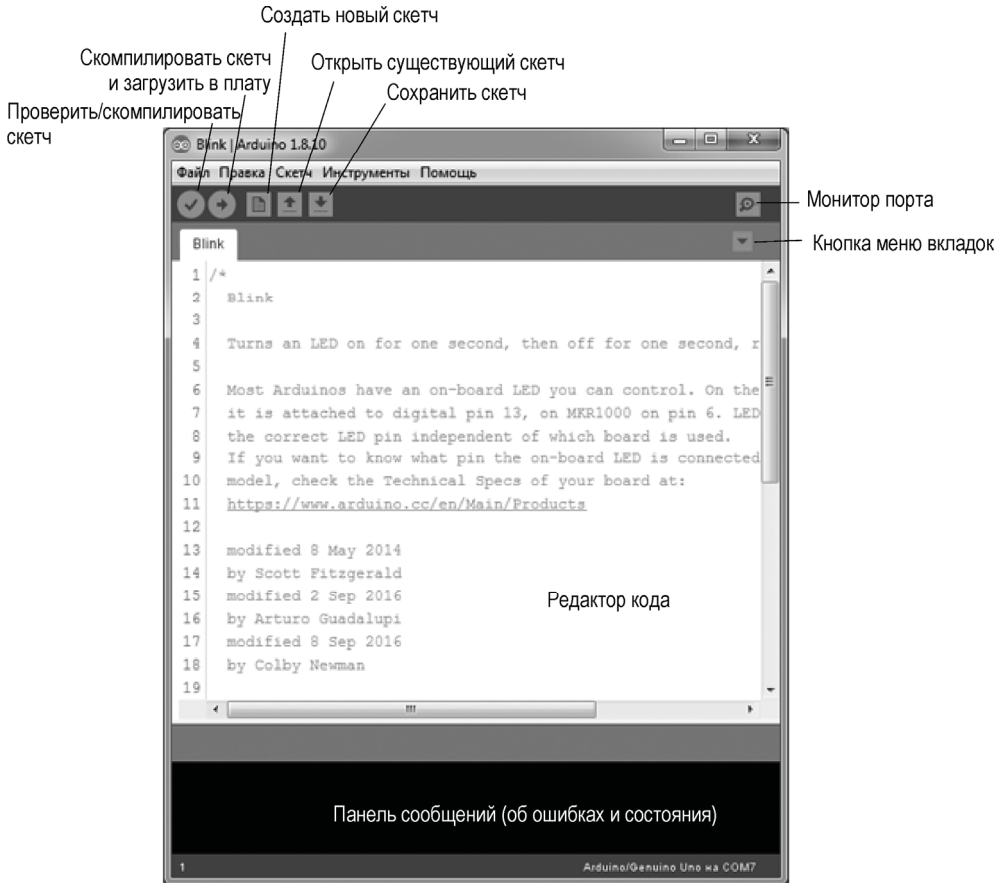 Создать новый скетч
Скомпилировать скетч
и загрузить в плату
Открыть существующий скетч
Сохранить скетч
Проверить/скомпилировать
скетч
Blink | Arduino 1.8.10
Файл Правка Скетч Инструменты Помощь
Монитор порта
Кнопка меню вкладок
Blink
1 /*
2 Blink
3
4 Turns an LED on for one second, then off for one second, r
5
6 Most Arduinos have an on-board LED you can control. On the
7 it is attached to digital pin 13, on MKR1000 on pin 6. LED
8 the correct LED pin independent of which board is used.
9 If you want to know what pin the on-board LED is connected
10 model, check the Technical Specs of your board at:
11 https://www.arduino.cc/en/Main/Products
12
13 modified 8 May 2014
14 by Scott Fitzgerald
15 modified 2 Sep 2016
16 by Arturo Guadalupi
17 modified 8 Sep 2016
18 by Colby Newman
19
Редактор кода
Панель сообщений (об ошибках и состояния)
1
Arduino/Genuino Uno на COM7